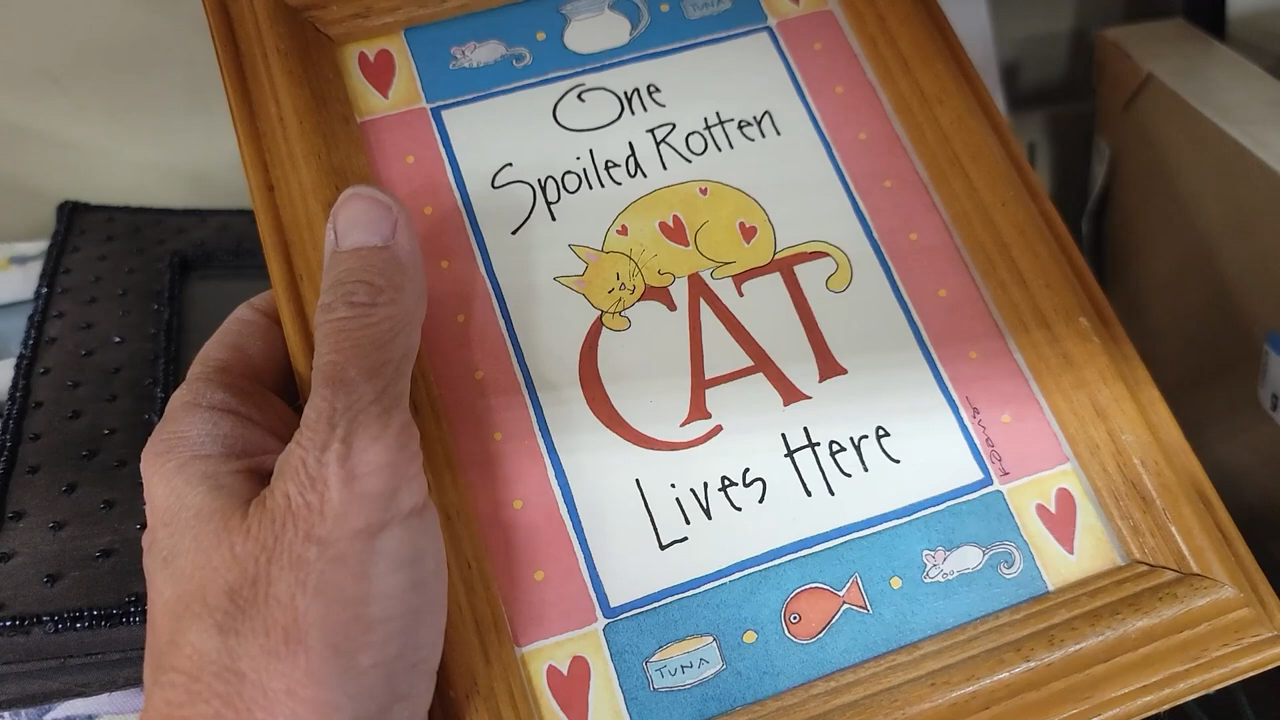 TUNA
One
Spoiled Rotten
CAT
Lives Here
TUNA